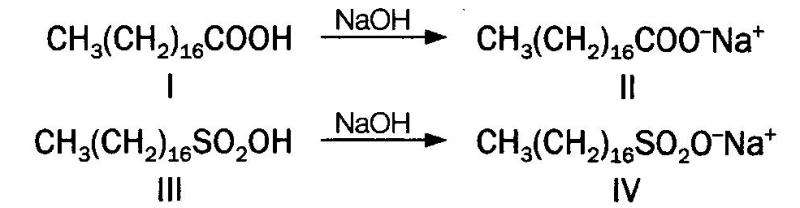 NaOH
CH₃(CH₂)₁₆COOH CH₃(CH₂)₁₆COO⁻Na⁺
I II
NaOH
CH₃(CH₂)₁₆SO₂OH CH₃(CH₂)₁₆SO₂O⁻Na⁺
III IV